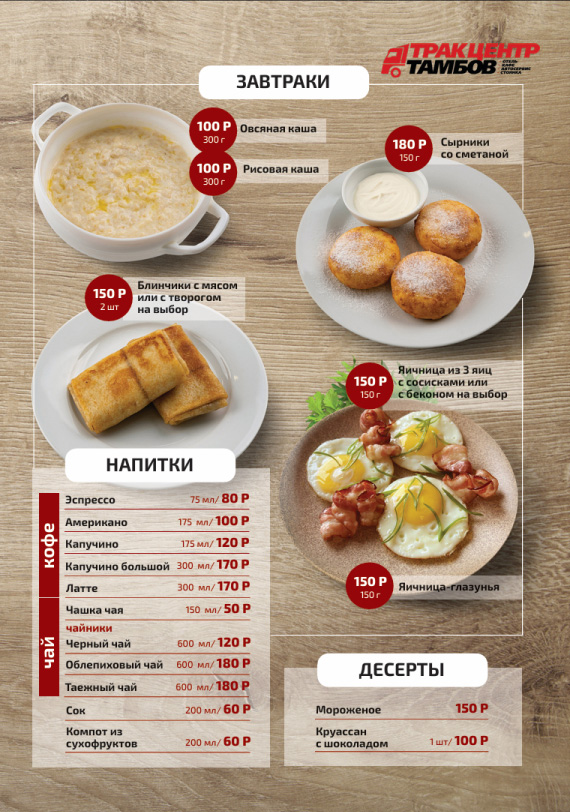 ТРАКЦЕНТР
ТАМБОВ
ОТЕЛЬ
КАФЕ
АВТОСЕРВИС
СТОЯНКА
ЗАВТРАКИ
100 Р
300 г
Овсяная каша
100 Р
300 г
Рисовая каша
180 Р
150 г
Сырники
со сметаной
150 Р
2 шт
Блинчики с мясом
или с творогом
на выбор
150 Р
150 г
Яичница из 3 яиц
с сосисками или
с беконом на выбор
150 Р
150 г
Яичница-глазунья
НАПИТКИ
кофе
Эспрессо 75 мл/ 80 Р
Американо 175 мл/ 100 Р
Капучино 175 мл/ 120 Р
Капучино большой 300 мл/ 170 Р
Латте 300 мл/ 170 Р
чай
Чашка чая 150 мл/ 50 Р
чайники
Черный чай 600 мл/ 120 Р
Облепиховый чай 600 мл/ 180 Р
Таежный чай 600 мл/ 180 Р
Сок 200 мл/ 60 Р
Компот из
сухофруктов 200 мл/ 60 Р
ДЕСЕРТЫ
Мороженое 150 Р
Круассан
с шоколадом 1 шт/ 100 Р